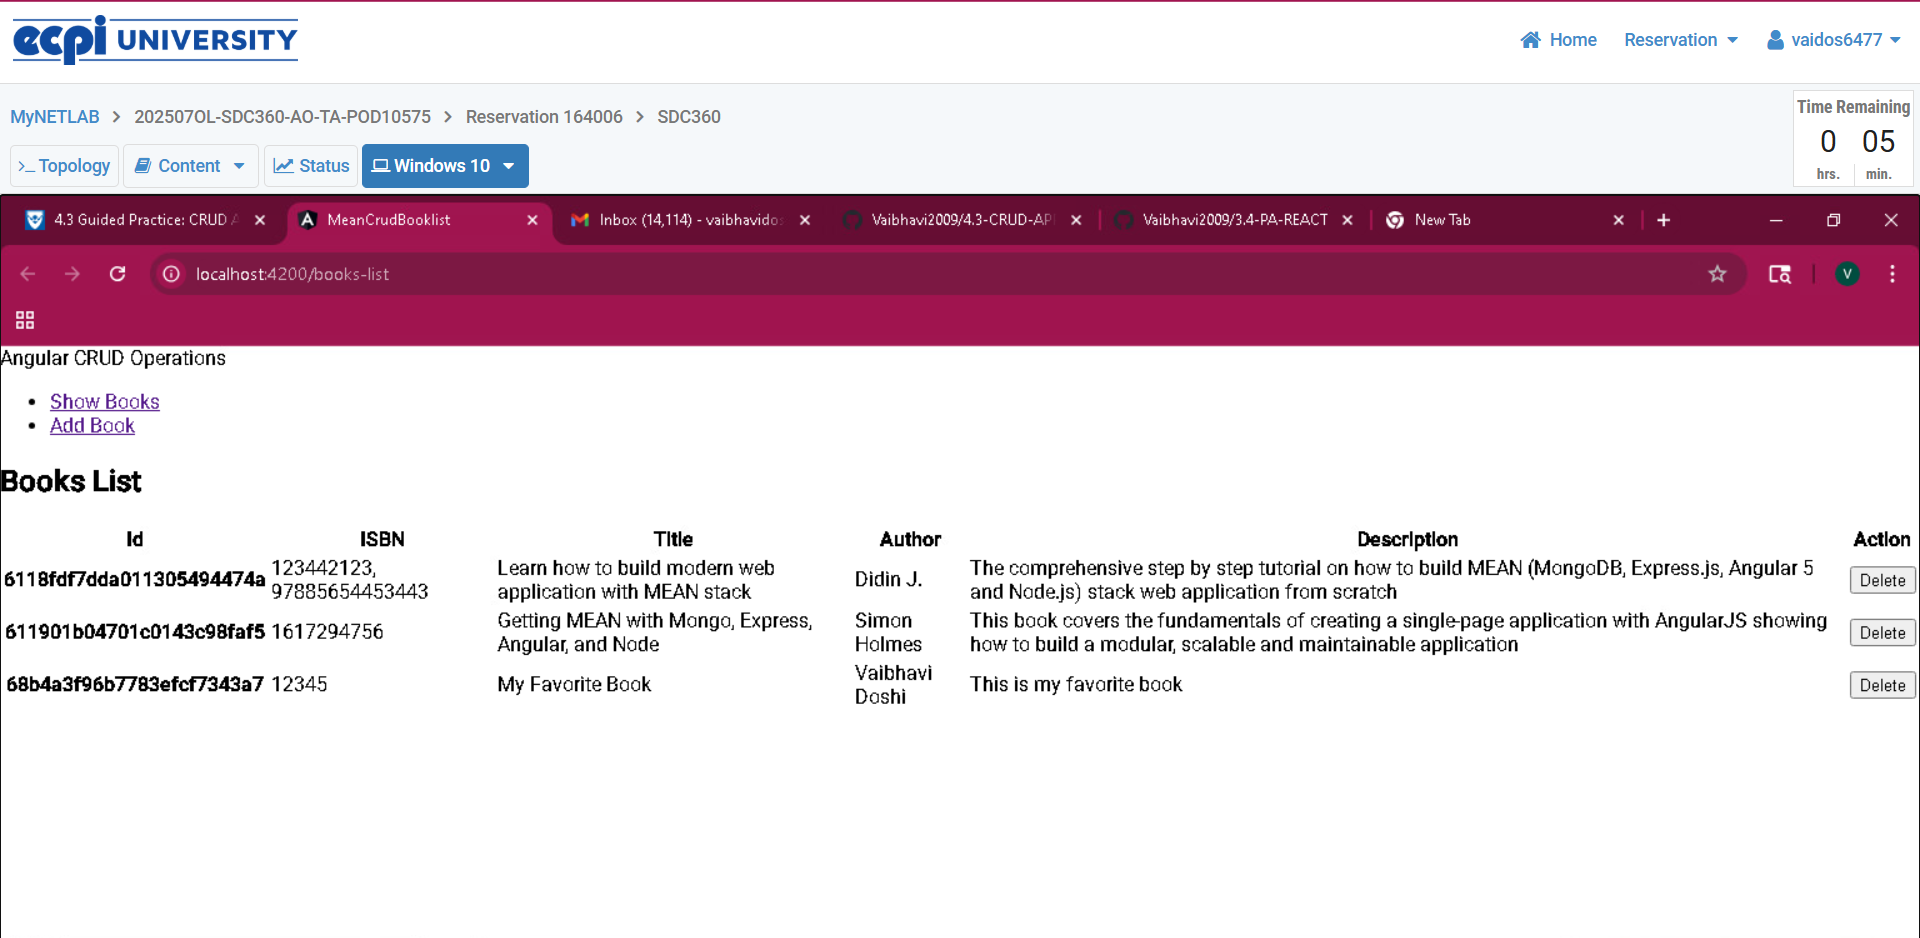 ecpi UNIVERSITY
Home Reservation vaidos6477
MyNETLAB > 202507OL-SDC360-AO-TA-POD10575 > Reservation 164006 > SDC360
Time Remaining
0 05
hrs. min.
>_ Topology Content Status Windows 10
4.3 Guided Practice: CRUD A MeanCrudBooklist Inbox (14,114) - vaibhavidos Vaibhavi2009/4.3-CRUD-API Vaibhavi2009/3.4-PA-REACT New Tab
localhost:4200/books-list
V
Angular CRUD Operations
• Show Books
• Add Book
Books List
Id ISBN Title Author Description Action
6118fdf7dda011305494474a 123442123, 97885654453443 Learn how to build modern web application with MEAN stack Didin J. The comprehensive step by step tutorial on how to build MEAN (MongoDB, Express.js, Angular 5 and Node.js) stack web application from scratch Delete
611901b04701c0143c98faf5 1617294756 Getting MEAN with Mongo, Express, Angular, and Node Simon Holmes This book covers the fundamentals of creating a single-page application with AngularJS showing how to build a modular, scalable and maintainable application Delete
68b4a3f96b7783efcf7343a7 12345 My Favorite Book Vaibhavi Doshi This is my favorite book Delete